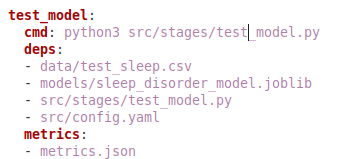 test_model:
  cmd: python3 src/stages/test_model.py
  deps:
  - data/test_sleep.csv
  - models/sleep_disorder_model.joblib
  - src/stages/test_model.py
  - src/config.yaml
  metrics:
  - metrics.json